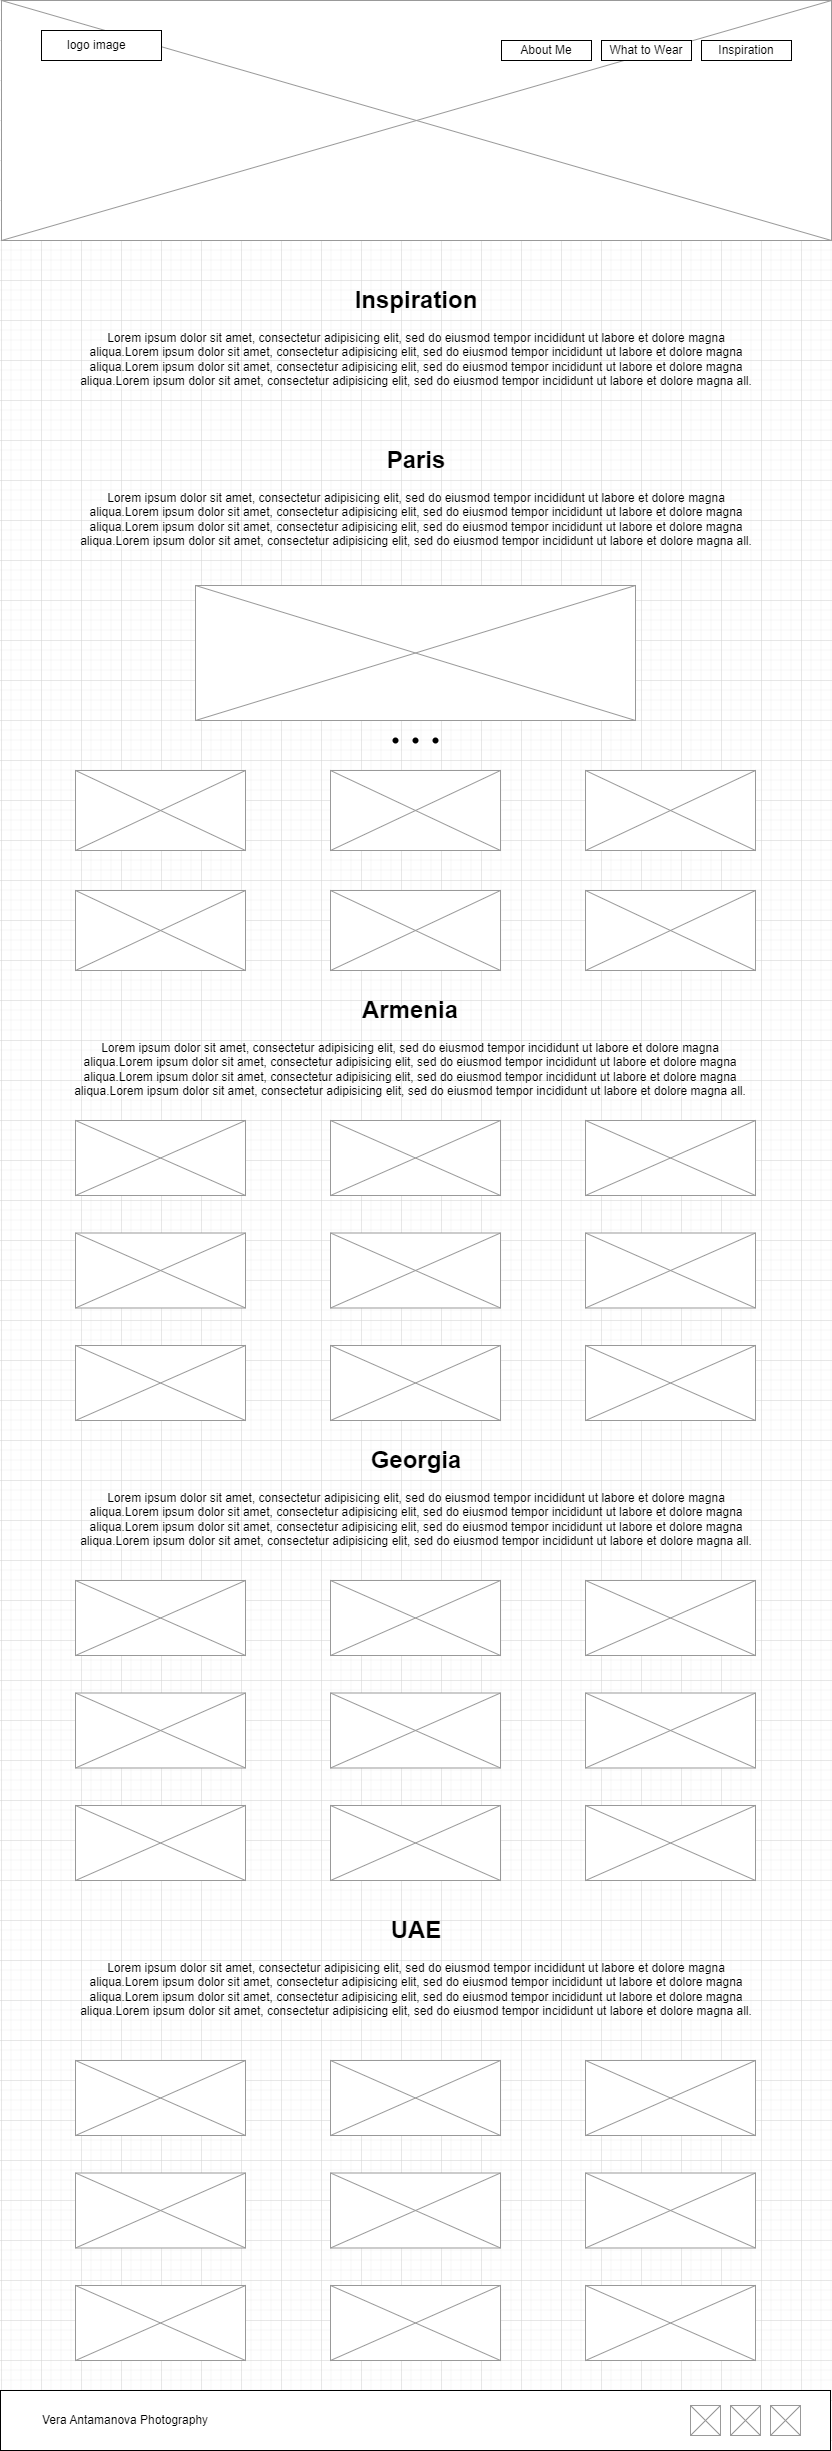 logo image
About Me
What to Wear
Inspiration
Inspiration
Lorem ipsum dolor sit amet, consectetur adipisicing elit, sed do eiusmod tempor incididunt ut labore et dolore magna
aliqua.Lorem ipsum dolor sit amet, consectetur adipisicing elit, sed do eiusmod tempor incididunt ut labore et dolore magna
aliqua.Lorem ipsum dolor sit amet, consectetur adipisicing elit, sed do eiusmod tempor incididunt ut labore et dolore magna
aliqua.Lorem ipsum dolor sit amet, consectetur adipisicing elit, sed do eiusmod tempor incididunt ut labore et dolore magna all.
Paris
Lorem ipsum dolor sit amet, consectetur adipisicing elit, sed do eiusmod tempor incididunt ut labore et dolore magna
aliqua.Lorem ipsum dolor sit amet, consectetur adipisicing elit, sed do eiusmod tempor incididunt ut labore et dolore magna
aliqua.Lorem ipsum dolor sit amet, consectetur adipisicing elit, sed do eiusmod tempor incididunt ut labore et dolore magna
aliqua.Lorem ipsum dolor sit amet, consectetur adipisicing elit, sed do eiusmod tempor incididunt ut labore et dolore magna all.
Armenia
Lorem ipsum dolor sit amet, consectetur adipisicing elit, sed do eiusmod tempor incididunt ut labore et dolore magna
aliqua.Lorem ipsum dolor sit amet, consectetur adipisicing elit, sed do eiusmod tempor incididunt ut labore et dolore magna
aliqua.Lorem ipsum dolor sit amet, consectetur adipisicing elit, sed do eiusmod tempor incididunt ut labore et dolore magna
aliqua.Lorem ipsum dolor sit amet, consectetur adipisicing elit, sed do eiusmod tempor incididunt ut labore et dolore magna all.
Georgia
Lorem ipsum dolor sit amet, consectetur adipisicing elit, sed do eiusmod tempor incididunt ut labore et dolore magna
aliqua.Lorem ipsum dolor sit amet, consectetur adipisicing elit, sed do eiusmod tempor incididunt ut labore et dolore magna
aliqua.Lorem ipsum dolor sit amet, consectetur adipisicing elit, sed do eiusmod tempor incididunt ut labore et dolore magna
aliqua.Lorem ipsum dolor sit amet, consectetur adipisicing elit, sed do eiusmod tempor incididunt ut labore et dolore magna all.
UAE
Lorem ipsum dolor sit amet, consectetur adipisicing elit, sed do eiusmod tempor incididunt ut labore et dolore magna
aliqua.Lorem ipsum dolor sit amet, consectetur adipisicing elit, sed do eiusmod tempor incididunt ut labore et dolore magna
aliqua.Lorem ipsum dolor sit amet, consectetur adipisicing elit, sed do eiusmod tempor incididunt ut labore et dolore magna
aliqua.Lorem ipsum dolor sit amet, consectetur adipisicing elit, sed do eiusmod tempor incididunt ut labore et dolore magna all.
Vera Antamanova Photography